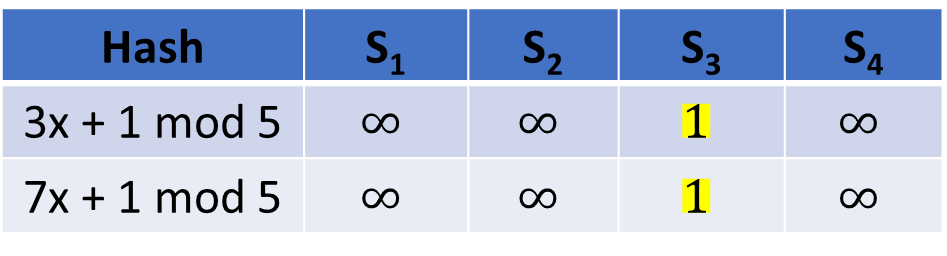 Hash S₁ S₂ S₃ S₄
3x + 1 mod 5 ∞ ∞ 1 ∞
7x + 1 mod 5 ∞ ∞ 1 ∞